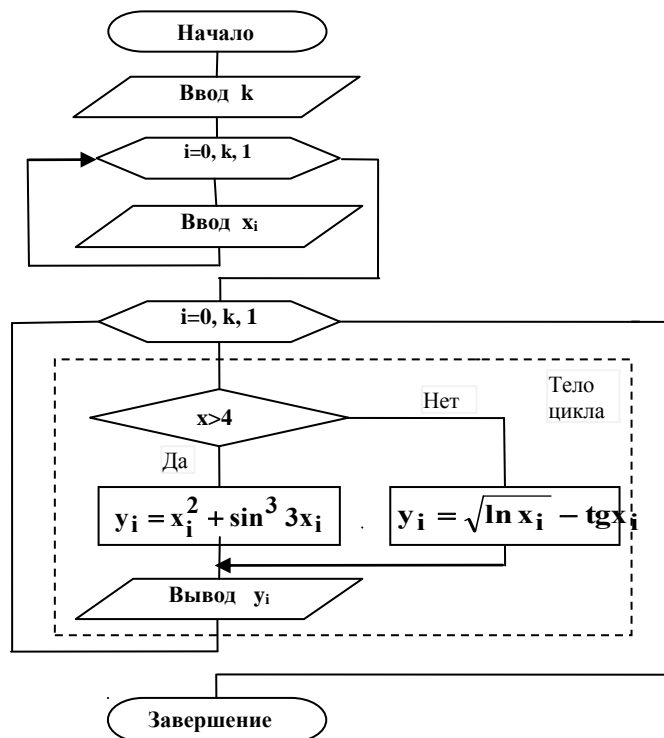 Начало
Ввод k
i=0, k, 1
Ввод xᵢ
i=0, k, 1
Тело
цикла
Нет
x>4
Да
yᵢ = xᵢ² + sin³ 3xᵢ
yᵢ = √ln xᵢ − tgxᵢ
Вывод yᵢ
Завершение